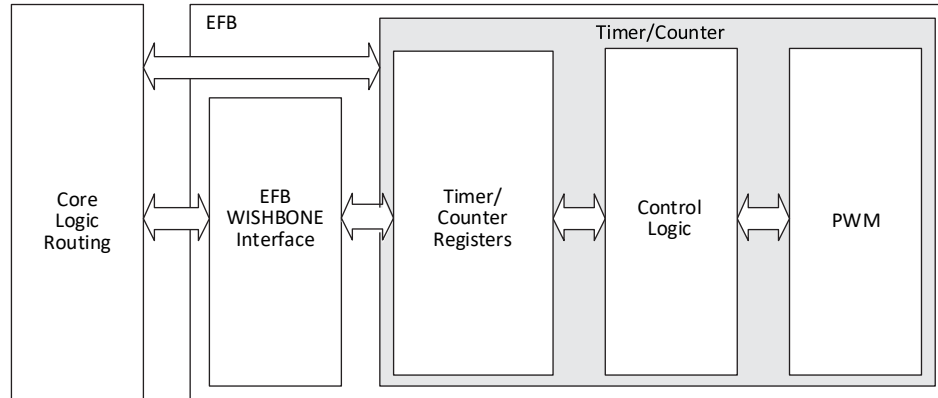 EFB
Timer/Counter
Core
Logic
Routing
EFB
WISHBONE
Interface
Timer/
Counter
Registers
Control
Logic
PWM